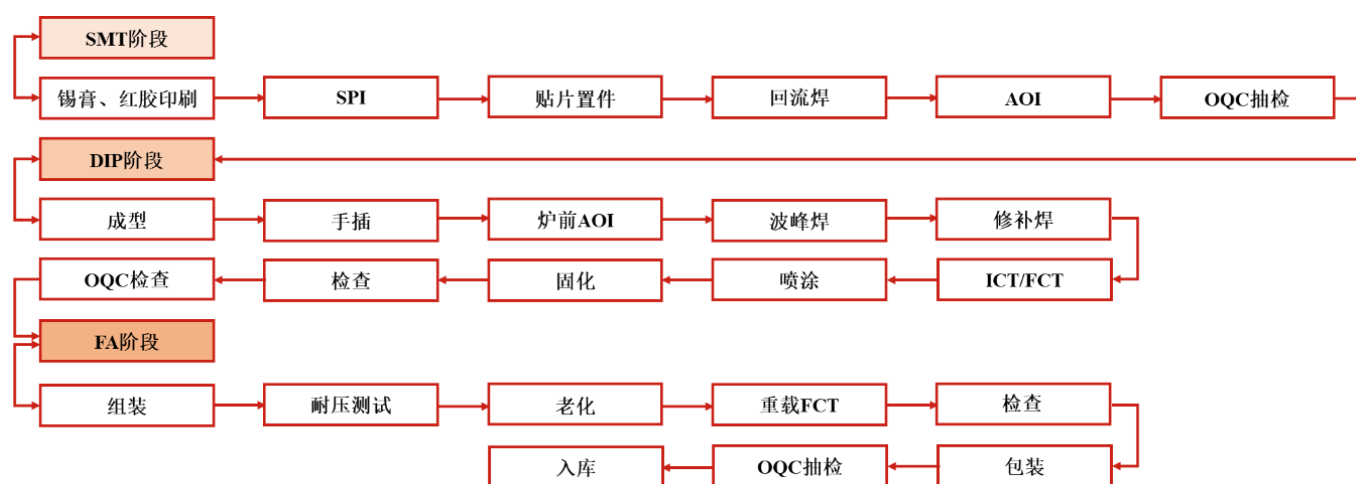 SMT阶段
锡膏、红胶印刷
SPI
贴片置件
回流焊
AOI
OQC抽检
DIP阶段
成型
手插
炉前AOI
波峰焊
修补焊
OQC检查
检查
固化
喷涂
ICT/FCT
FA阶段
组装
耐压测试
老化
重载FCT
检查
入库
OQC抽检
包装